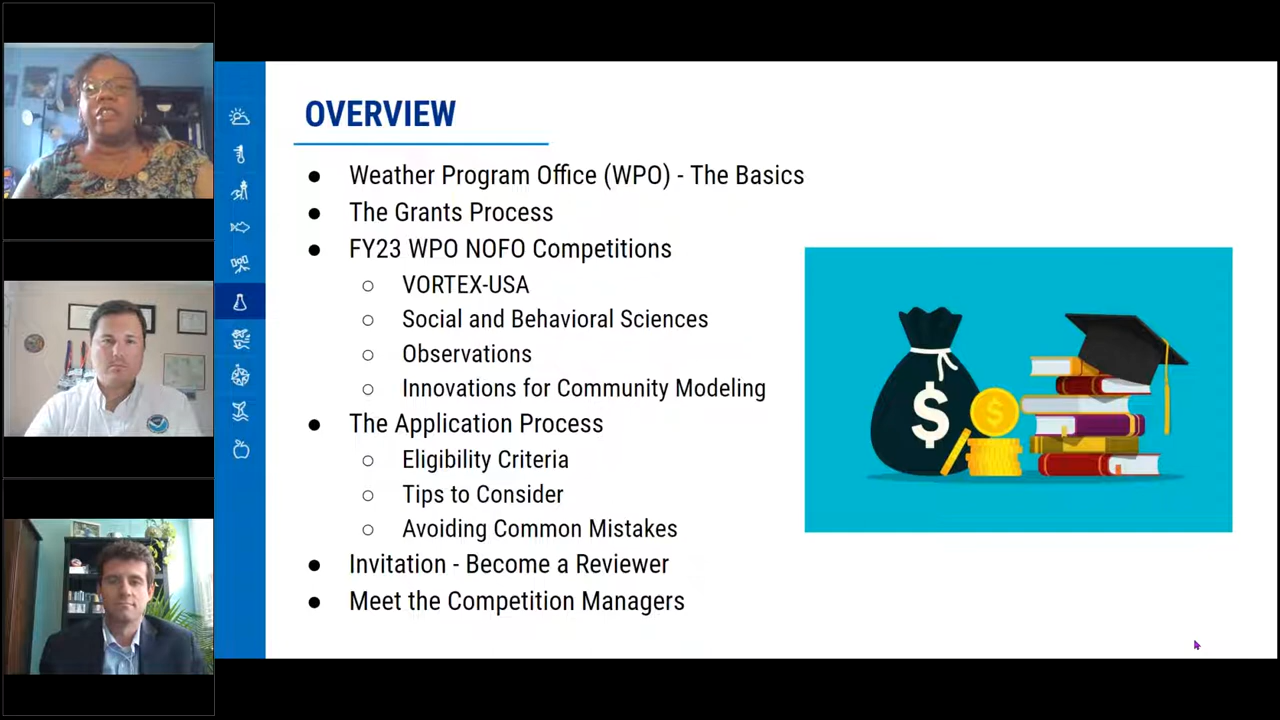 OVERVIEW
● Weather Program Office (WPO) - The Basics
● The Grants Process
● FY23 WPO NOFO Competitions
○ VORTEX-USA
○ Social and Behavioral Sciences
○ Observations
○ Innovations for Community Modeling
● The Application Process
○ Eligibility Criteria
○ Tips to Consider
○ Avoiding Common Mistakes
● Invitation - Become a Reviewer
● Meet the Competition Managers
$
$